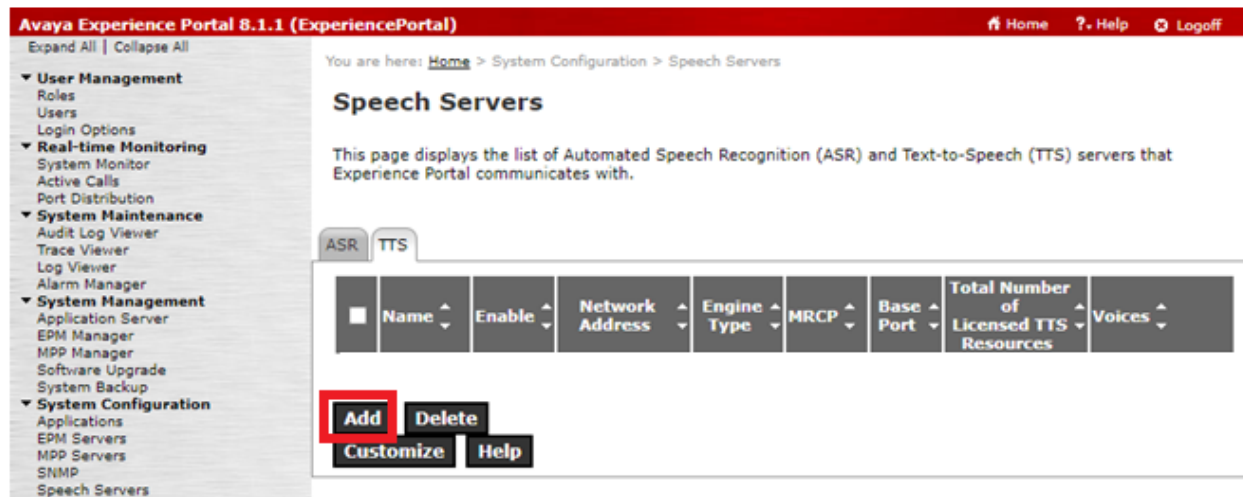 Avaya Experience Portal 8.1.1 (ExperiencePortal)
Home ?- Help Logoff
Expand All | Collapse All
User Management
Roles
Users
Login Options
Real-time Monitoring
System Monitor
Active Calls
Port Distribution
System Maintenance
Audit Log Viewer
Trace Viewer
Log Viewer
Alarm Manager
System Management
Application Server
EPM Manager
MPP Manager
Software Upgrade
System Backup
System Configuration
Applications
EPM Servers
MPP Servers
SNMP
Speech Servers
You are here: Home > System Configuration > Speech Servers
Speech Servers
This page displays the list of Automated Speech Recognition (ASR) and Text-to-Speech (TTS) servers that
Experience Portal communicates with.
ASR TTS
Name
Enable
Network
Address
Engine
Type
MRCP
Base
Port
Total Number
of
Licensed TTS
Resources
Voices
Add Delete
Customize Help